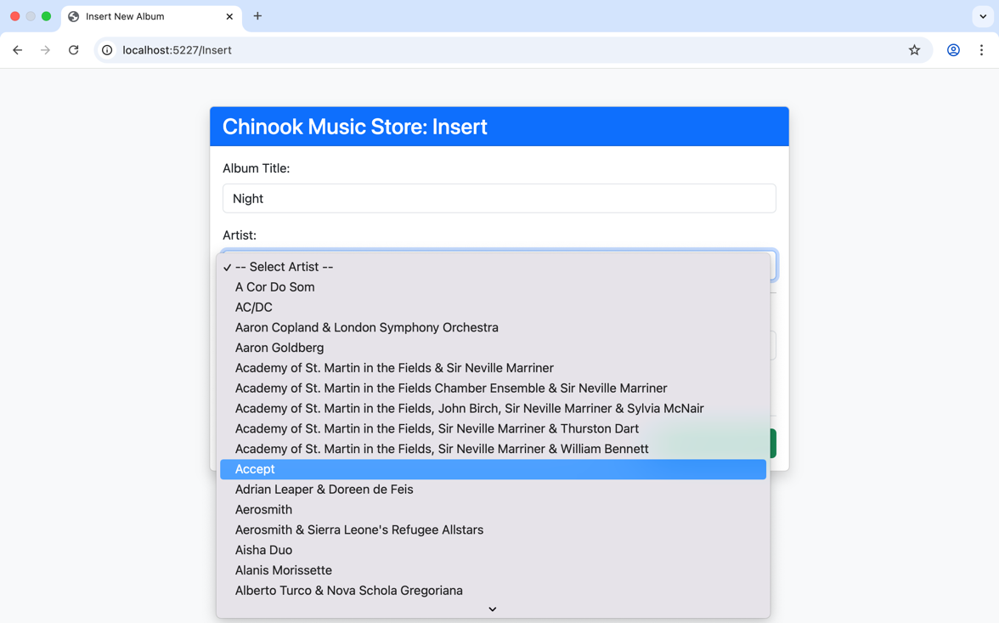 Insert New Album
localhost:5227/Insert
Chinook Music Store: Insert
Album Title:
Night
Artist:
-- Select Artist --
A Cor Do Som
AC/DC
Aaron Copland & London Symphony Orchestra
Aaron Goldberg
Academy of St. Martin in the Fields & Sir Neville Marriner
Academy of St. Martin in the Fields Chamber Ensemble & Sir Neville Marriner
Academy of St. Martin in the Fields, John Birch, Sir Neville Marriner & Sylvia McNair
Academy of St. Martin in the Fields, Sir Neville Marriner & Thurston Dart
Academy of St. Martin in the Fields, Sir Neville Marriner & William Bennett
Accept
Adrian Leaper & Doreen de Feis
Aerosmith
Aerosmith & Sierra Leone's Refugee Allstars
Aisha Duo
Alanis Morissette
Alberto Turco & Nova Schola Gregoriana